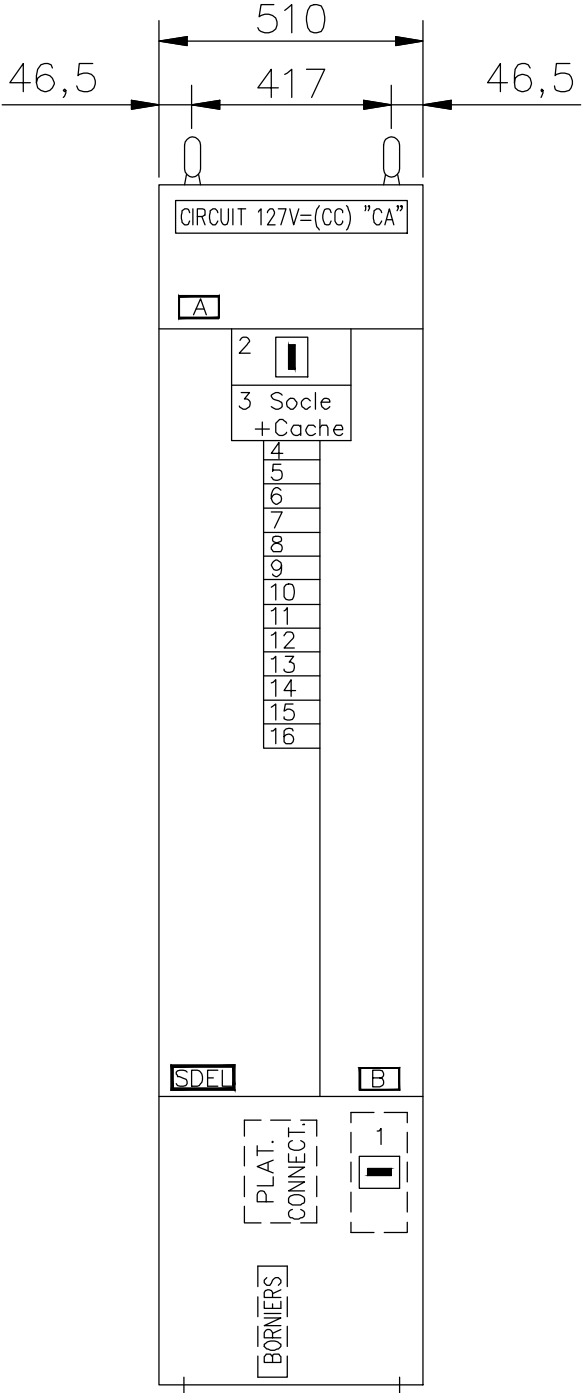 510
46,5 417 46,5
CIRCUIT 127V=(CC) "CA"
A
2
3 Socle
+Cache
4
5
6
7
8
9
10
11
12
13
14
15
16
SDEL
B
PLAT.
CONNECT.
1
BORNIERS